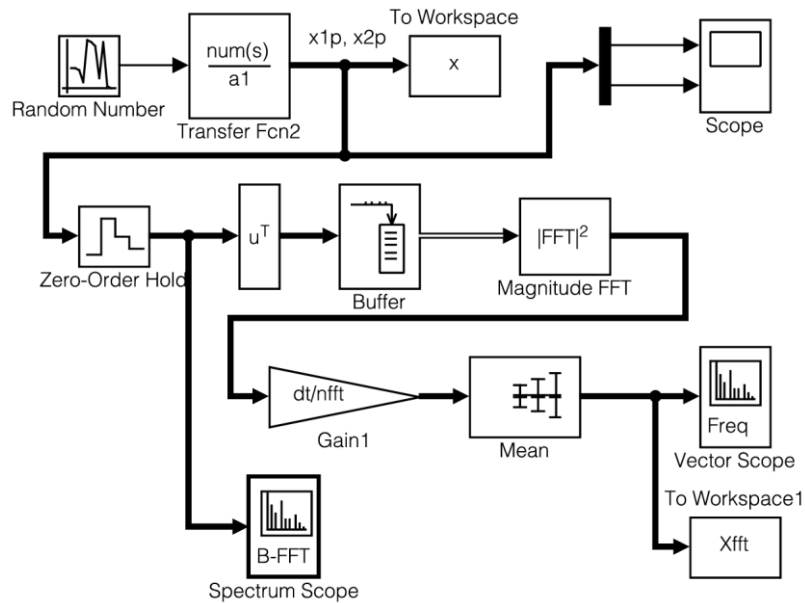 To Workspace
x1p, x2p
num(s)
a1
x
Random Number
Transfer Fcn2
Scope
u^T
|FFT|^2
Zero-Order Hold
Buffer
Magnitude FFT
dt/nfft
Gain1
Mean
Freq
Vector Scope
To Workspace1
Xfft
B-FFT
Spectrum Scope